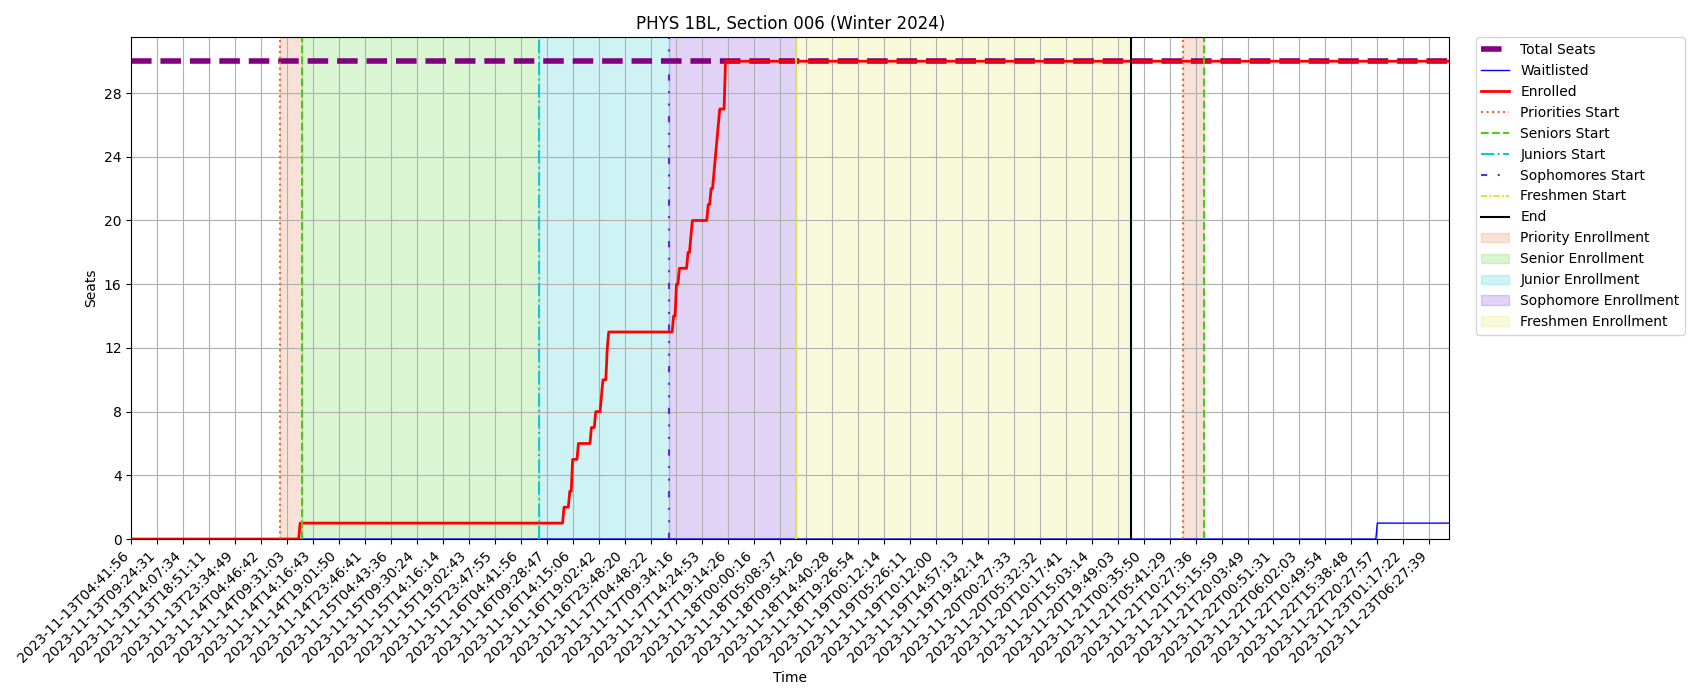 PHYS 1BL, Section 006 (Winter 2024)
Total Seats
Waitlisted
Enrolled
Priorities Start
Seniors Start
Juniors Start
Sophomores Start
Freshmen Start
End
Priority Enrollment
Senior Enrollment
Junior Enrollment
Sophomore Enrollment
Freshmen Enrollment
Seats
28
24
20
16
12
8
4
0
2023-11-13T04:41:56
2023-11-13T09:24:31
2023-11-13T14:07:34
2023-11-13T18:51:11
2023-11-13T23:34:49
2023-11-14T04:46:42
2023-11-14T09:31:03
2023-11-14T14:16:43
2023-11-14T19:01:50
2023-11-14T23:46:41
2023-11-15T04:43:36
2023-11-15T09:30:24
2023-11-15T14:16:14
2023-11-15T19:02:43
2023-11-15T23:47:55
2023-11-16T04:41:56
2023-11-16T09:28:47
2023-11-16T14:15:06
2023-11-16T19:02:42
2023-11-16T23:48:20
2023-11-17T04:48:22
2023-11-17T09:34:16
2023-11-17T14:24:53
2023-11-17T19:14:26
2023-11-18T00:00:16
2023-11-18T05:08:37
2023-11-18T09:54:26
2023-11-18T14:40:28
2023-11-18T19:26:54
2023-11-19T00:12:14
2023-11-19T05:26:11
2023-11-19T10:12:00
2023-11-19T14:57:13
2023-11-19T19:42:14
2023-11-20T00:27:33
2023-11-20T05:32:32
2023-11-20T10:17:41
2023-11-20T15:03:14
2023-11-20T19:49:03
2023-11-21T00:35:50
2023-11-21T05:41:29
2023-11-21T10:27:36
2023-11-21T15:15:59
2023-11-21T20:03:49
2023-11-22T00:51:31
2023-11-22T06:02:03
2023-11-22T10:49:54
2023-11-22T15:38:48
2023-11-22T20:27:57
2023-11-23T01:17:22
2023-11-23T06:27:39
Time